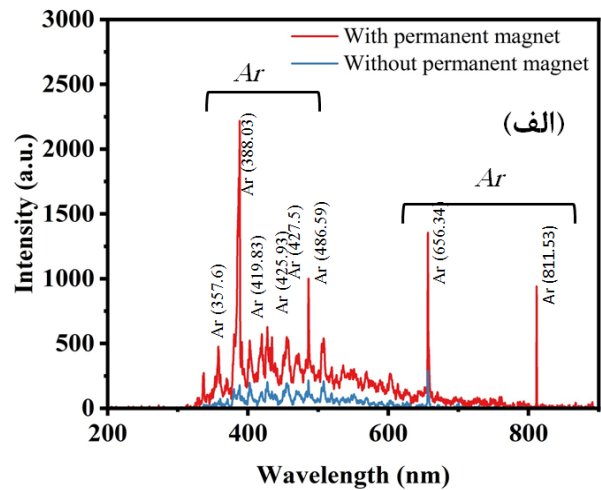 3000
2500
2000
1500
1000
500
0
Intensity (a.u.)
With permanent magnet
Without permanent magnet
Ar
(الف)
Ar
Ar (357.6)
Ar (388.03)
Ar (419.83)
Ar (425.93)
Ar (427.5)
Ar (486.59)
Ar (656.34)
Ar (811.53)
200
400
600
800
Wavelength (nm)